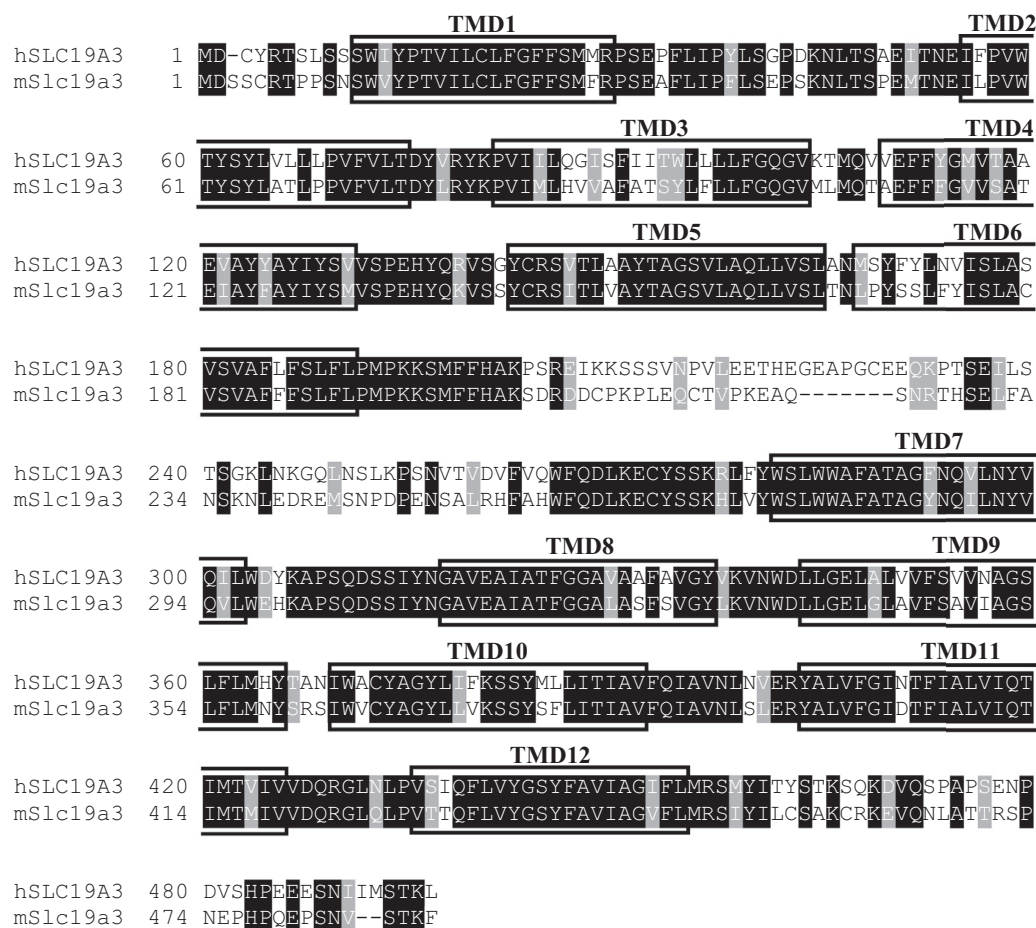 TMD1 TMD2
hSLC19A3 1 MD-CYRTSLSSSWIYPTVILCLFGFFSMMRPSEPFLIPYLSGPDKNLTSAEITNEIFPVW
mSlc19a3 1 MDSSCRTPPSNSWVYPTVILCLFGFFSMFRPSEAFLIPFLSEPSKNLTSPEMTNEILPVW
TMD3 TMD4
hSLC19A3 60 TYSYLVLLLPVFVLTDYVRYKPVIILQGISFIITWLLLLFGQGVKTMQVVEFFYGMVTAA
mSlc19a3 61 TYSYLATLPPVFVLTDYLRYKPVIMLHVVAFATSYLFLLFGQGVMLMQTAEFFFGVVSAT
TMD5 TMD6
hSLC19A3 120 EVAYYAYIYSVVSPEHYQRVSGYCRSVTLAAYTAGSVLAQLLVSLANMSYFYLNVISLAS
mSlc19a3 121 EIAYFAYIYSMVSPEHYQKVSSYCRSITLVAYTAGSVLAQLLVSLTNLPYSSLFYISLAC
hSLC19A3 180 VSVAFLFSLFLPMPKKSMFFHAKPSREIKKSSSVNPVLEETHEGEAPGCEEQKPTSEILS
mSlc19a3 181 VSVAFFFSLFLPMPKKSMFFHAKSDRDDCPKPLEQCTVPKEAQ-------SNRTHSELFA
TMD7
hSLC19A3 240 TSGKLNKGQLNSLKPSNVTVDVFVQWFQDLKECYSSKRLFYWSLWWAFATAGFNQVLNYV
mSlc19a3 234 NSKNLEDREMSNPDPENSALRHFAHWFQDLKECYSSKHLVYWSLWWAFATAGYNQILNYV
TMD8 TMD9
hSLC19A3 300 QILWDYKAPSQDSSIYNGAVEAIATFGGAVAAFAVGYVKVNWDLLGELALVVFSVVNAGS
mSlc19a3 294 QVLWEHKAPSQDSSIYNGAVEAIATFGGALASFSVGYLKVNWDLLGELGLAVFSAVIAGS
TMD10 TMD11
hSLC19A3 360 LFLMHYTANIWACYAGYLIFKSSYMLLITIAVFQIAVNLNVERYALVFGINTFIALVIQT
mSlc19a3 354 LFLMNYSRSIWVCYAGYLLVKSSYSFLITIAVFQIAVNLSLERYALVFGIDTFIALVIQT
TMD12
hSLC19A3 420 IMTVIVVDQRGLNLPVSIQFLVYGSYFAVIAGIFLMRSMYITYSTKSQKDVQSPAPSENP
mSlc19a3 414 IMTMIVVDQRGLQLPVTTQFLVYGSYFAVIAGVFLMRSIYILCSAKCRKEVQNLATTRSP
hSLC19A3 480 DVSHPEEESNIIMSTKL
mSlc19a3 474 NEPHPQEPSNV--STKF